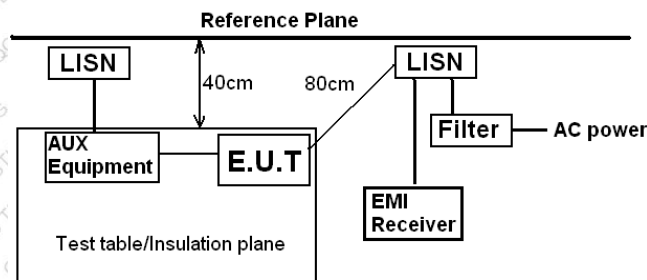 Reference Plane
LISN
40cm
80cm
LISN
Filter
AC power
AUX
Equipment
E.U.T
EMI
Receiver
Test table/Insulation plane